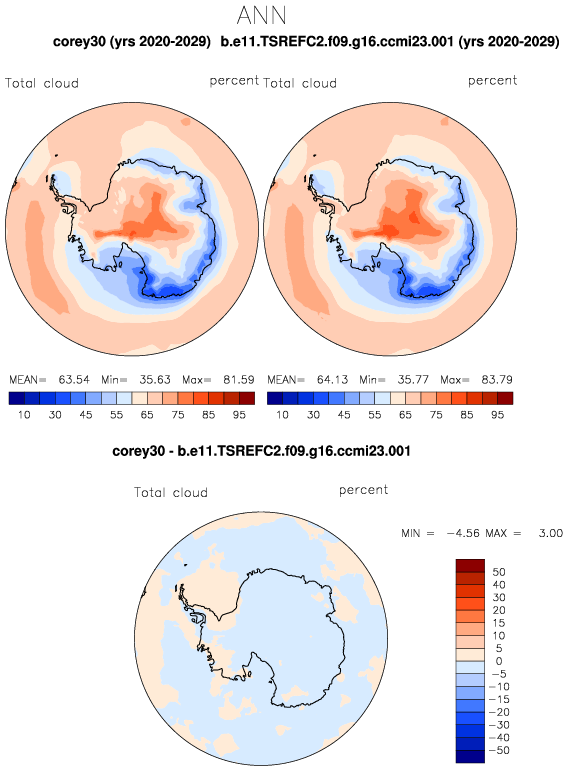 ANN
corey30 (yrs 2020-2029) b.e11.TSREFC2.f09.g16.ccmi23.001 (yrs 2020-2029)
Total cloud percent Total cloud percent
MEAN= 63.54 Min= 35.63 Max= 81.59 MEAN= 64.13 Min= 35.77 Max= 83.79
10 30 45 55 65 75 85 95 10 30 45 55 65 75 85 95
corey30 - b.e11.TSREFC2.f09.g16.ccmi23.001
Total cloud percent
MIN = -4.56 MAX = 3.00
50
40
30
20
15
10
5
0
-5
-10
-15
-20
-30
-40
-50